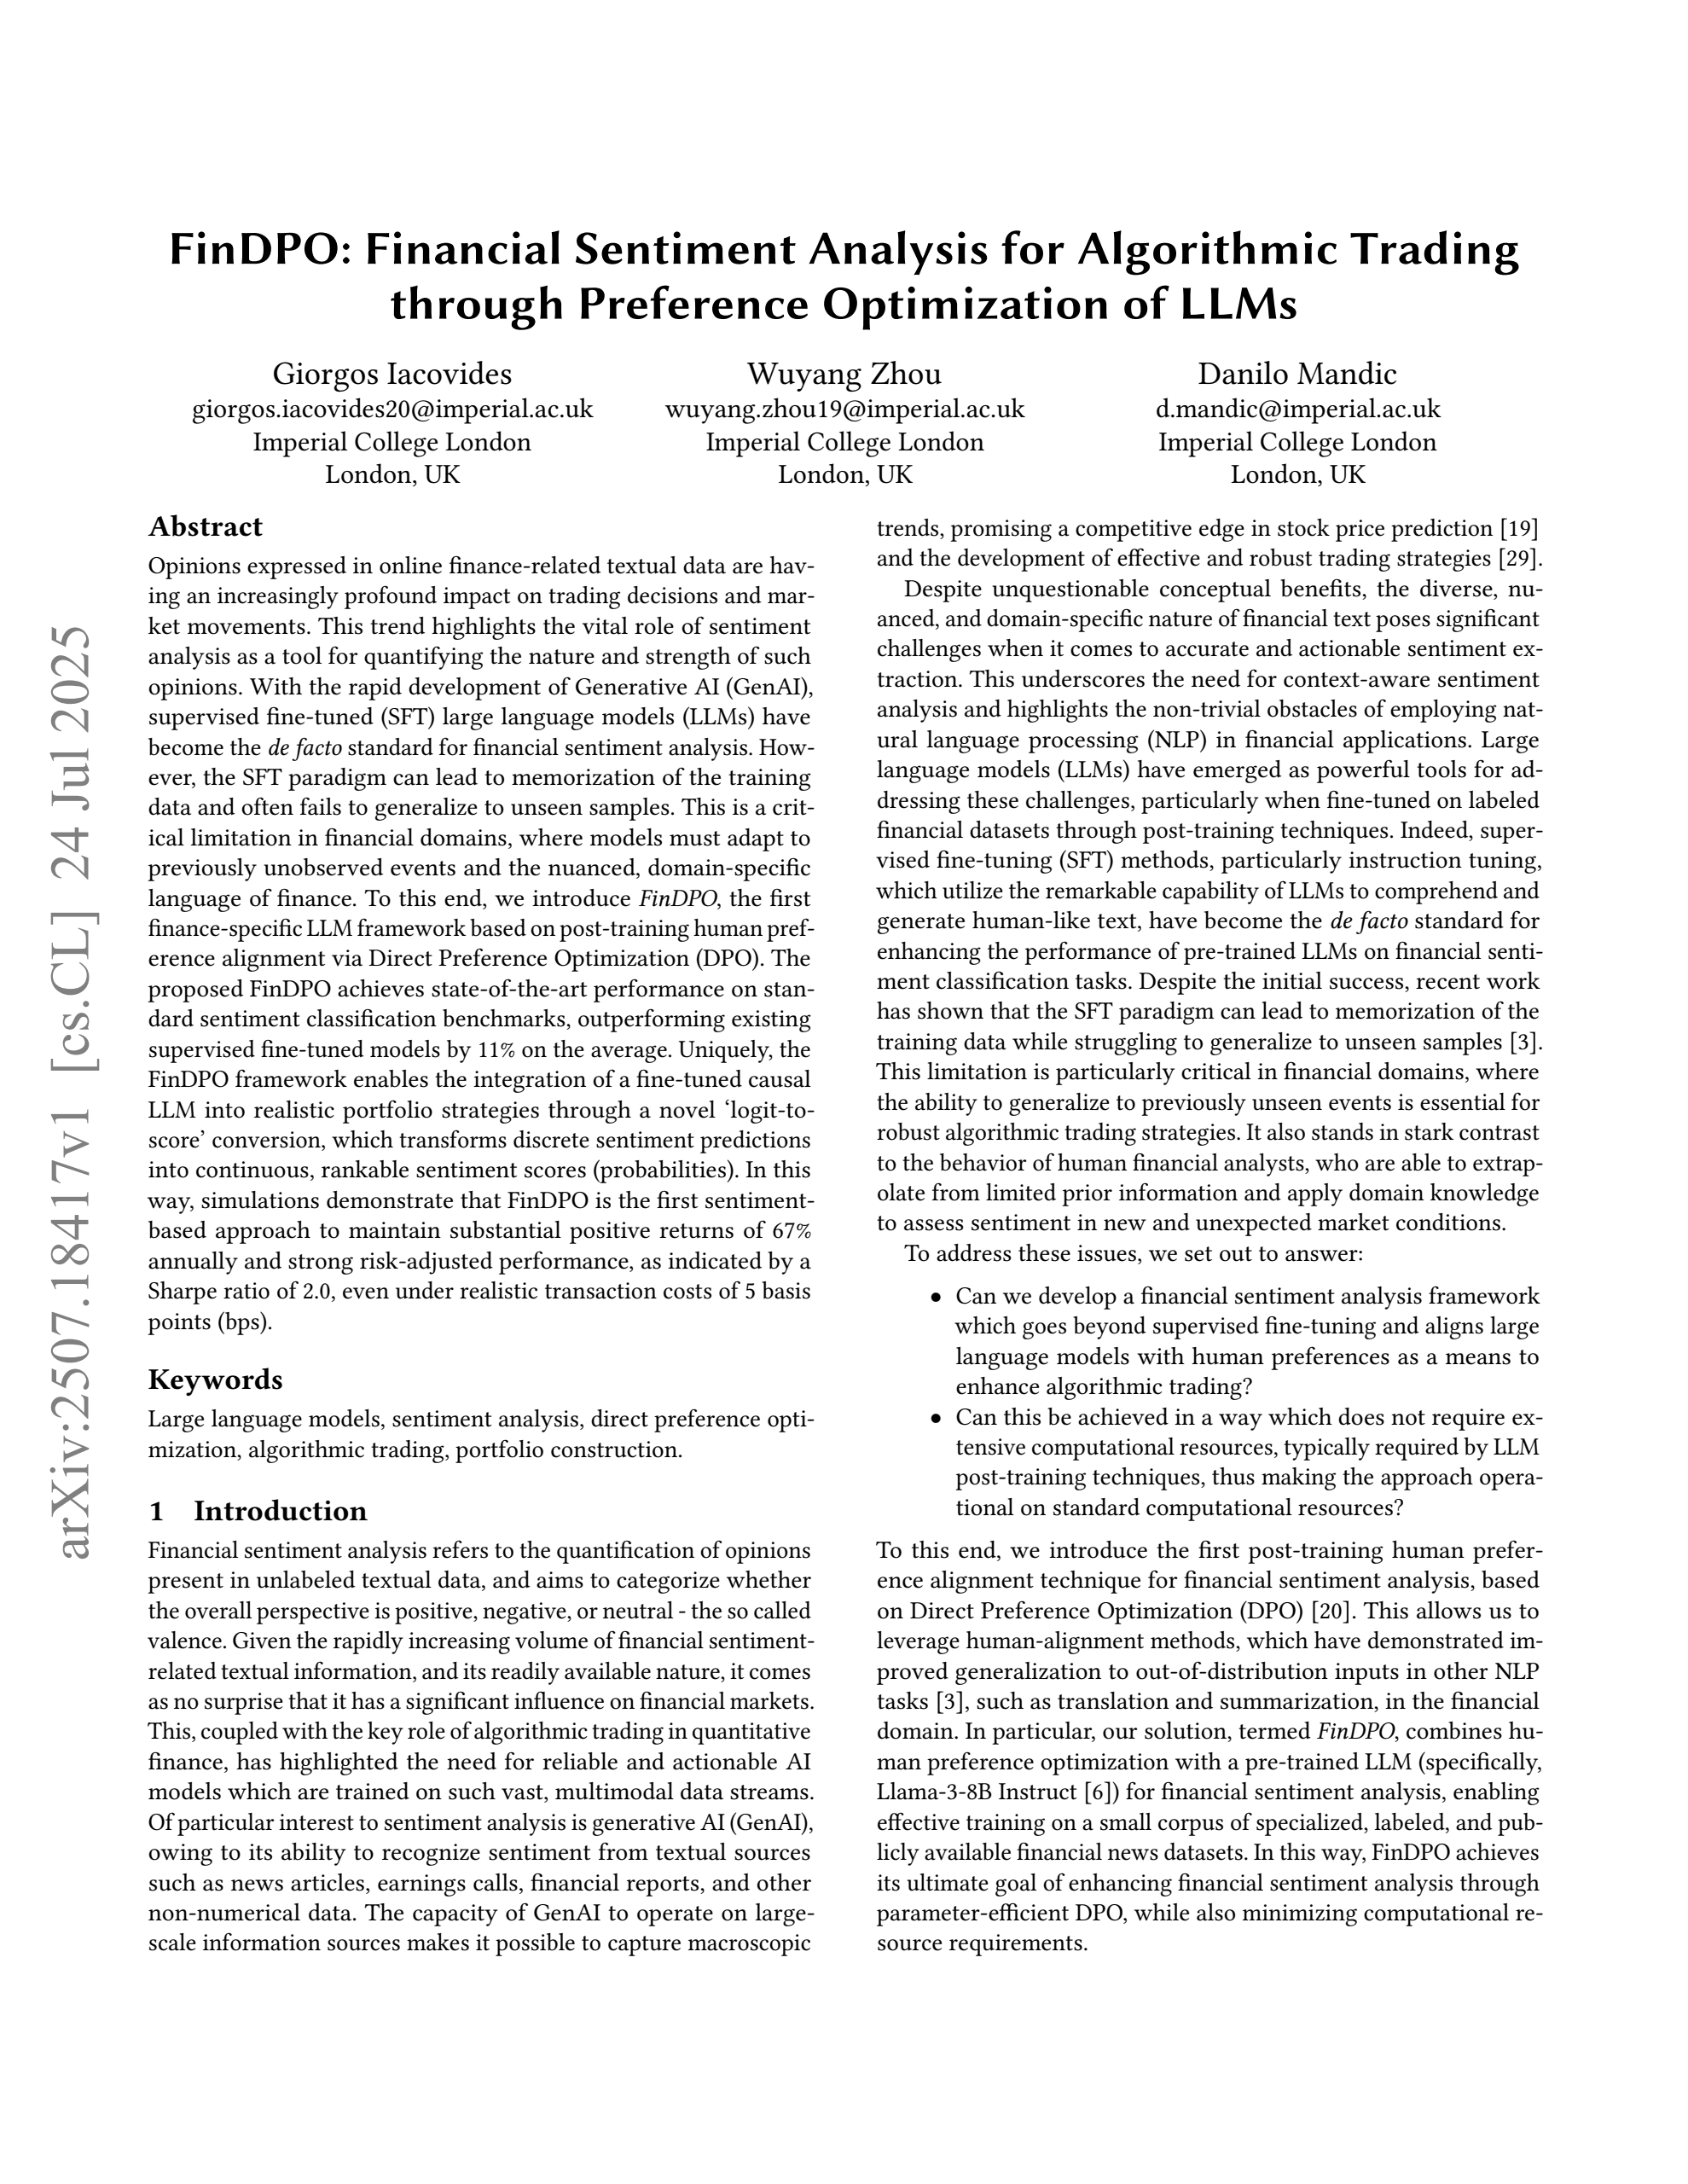 arXiv:2507.18417v1 [cs.CL] 24 Jul 2025
FinDPO: Financial Sentiment Analysis for Algorithmic Trading
through Preference Optimization of LLMs
Giorgos Iacovides
giorgos.iacovides20@imperial.ac.uk
Imperial College London
London, UK
Wuyang Zhou
wuyang.zhou19@imperial.ac.uk
Imperial College London
London, UK
Danilo Mandic
d.mandic@imperial.ac.uk
Imperial College London
London, UK
Abstract
Opinions expressed in online finance-related textual data are hav-
ing an increasingly profound impact on trading decisions and mar-
ket movements. This trend highlights the vital role of sentiment
analysis as a tool for quantifying the nature and strength of such
opinions. With the rapid development of Generative AI (GenAI),
supervised fine-tuned (SFT) large language models (LLMs) have
become the de facto standard for financial sentiment analysis. How-
ever, the SFT paradigm can lead to memorization of the training
data and often fails to generalize to unseen samples. This is a crit-
ical limitation in financial domains, where models must adapt to
previously unobserved events and the nuanced, domain-specific
language of finance. To this end, we introduce FinDPO, the first
finance-specific LLM framework based on post-training human pref-
erence alignment via Direct Preference Optimization (DPO). The
proposed FinDPO achieves state-of-the-art performance on stan-
dard sentiment classification benchmarks, outperforming existing
supervised fine-tuned models by 11% on the average. Uniquely, the
FinDPO framework enables the integration of a fine-tuned causal
LLM into realistic portfolio strategies through a novel ‘logit-to-
score’ conversion, which transforms discrete sentiment predictions
into continuous, rankable sentiment scores (probabilities). In this
way, simulations demonstrate that FinDPO is the first sentiment-
based approach to maintain substantial positive returns of 67%
annually and strong risk-adjusted performance, as indicated by a
Sharpe ratio of 2.0, even under realistic transaction costs of 5 basis
points (bps).
Keywords
Large language models, sentiment analysis, direct preference opti-
mization, algorithmic trading, portfolio construction.
1 Introduction
Financial sentiment analysis refers to the quantification of opinions
present in unlabeled textual data, and aims to categorize whether
the overall perspective is positive, negative, or neutral - the so called
valence. Given the rapidly increasing volume of financial sentiment-
related textual information, and its readily available nature, it comes
as no surprise that it has a significant influence on financial markets.
This, coupled with the key role of algorithmic trading in quantitative
finance, has highlighted the need for reliable and actionable AI
models which are trained on such vast, multimodal data streams.
Of particular interest to sentiment analysis is generative AI (GenAI),
owing to its ability to recognize sentiment from textual sources
such as news articles, earnings calls, financial reports, and other
non-numerical data. The capacity of GenAI to operate on large-
scale information sources makes it possible to capture macroscopic
trends, promising a competitive edge in stock price prediction [19]
and the development of effective and robust trading strategies [29].
Despite unquestionable conceptual benefits, the diverse, nu-
anced, and domain-specific nature of financial text poses significant
challenges when it comes to accurate and actionable sentiment ex-
traction. This underscores the need for context-aware sentiment
analysis and highlights the non-trivial obstacles of employing nat-
ural language processing (NLP) in financial applications. Large
language models (LLMs) have emerged as powerful tools for ad-
dressing these challenges, particularly when fine-tuned on labeled
financial datasets through post-training techniques. Indeed, super-
vised fine-tuning (SFT) methods, particularly instruction tuning,
which utilize the remarkable capability of LLMs to comprehend and
generate human-like text, have become the de facto standard for
enhancing the performance of pre-trained LLMs on financial senti-
ment classification tasks. Despite the initial success, recent work
has shown that the SFT paradigm can lead to memorization of the
training data while struggling to generalize to unseen samples [3].
This limitation is particularly critical in financial domains, where
the ability to generalize to previously unseen events is essential for
robust algorithmic trading strategies. It also stands in stark contrast
to the behavior of human financial analysts, who are able to extrap-
olate from limited prior information and apply domain knowledge
to assess sentiment in new and unexpected market conditions.
To address these issues, we set out to answer:
• Can we develop a financial sentiment analysis framework
which goes beyond supervised fine-tuning and aligns large
language models with human preferences as a means to
enhance algorithmic trading?
• Can this be achieved in a way which does not require ex-
tensive computational resources, typically required by LLM
post-training techniques, thus making the approach opera-
tional on standard computational resources?
To this end, we introduce the first post-training human prefer-
ence alignment technique for financial sentiment analysis, based
on Direct Preference Optimization (DPO) [20]. This allows us to
leverage human-alignment methods, which have demonstrated im-
proved generalization to out-of-distribution inputs in other NLP
tasks [3], such as translation and summarization, in the financial
domain. In particular, our solution, termed FinDPO, combines hu-
man preference optimization with a pre-trained LLM (specifically,
Llama-3-8B Instruct [6]) for financial sentiment analysis, enabling
effective training on a small corpus of specialized, labeled, and pub-
licly available financial news datasets. In this way, FinDPO achieves
its ultimate goal of enhancing financial sentiment analysis through
parameter-efficient DPO, while also minimizing computational re-
source requirements.